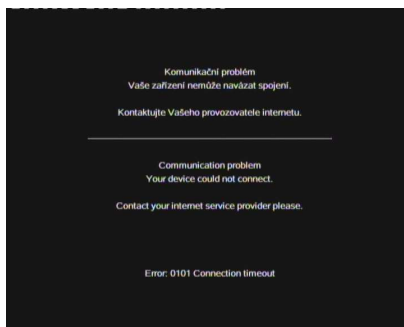 Komunikační problém
Vaše zařízení nemůže navázat spojení.
Kontaktujte Vašeho provozovatele internetu.
Communication problem
Your device could not connect.
Contact your internet service provider please.
Error: 0101 Connection timeout